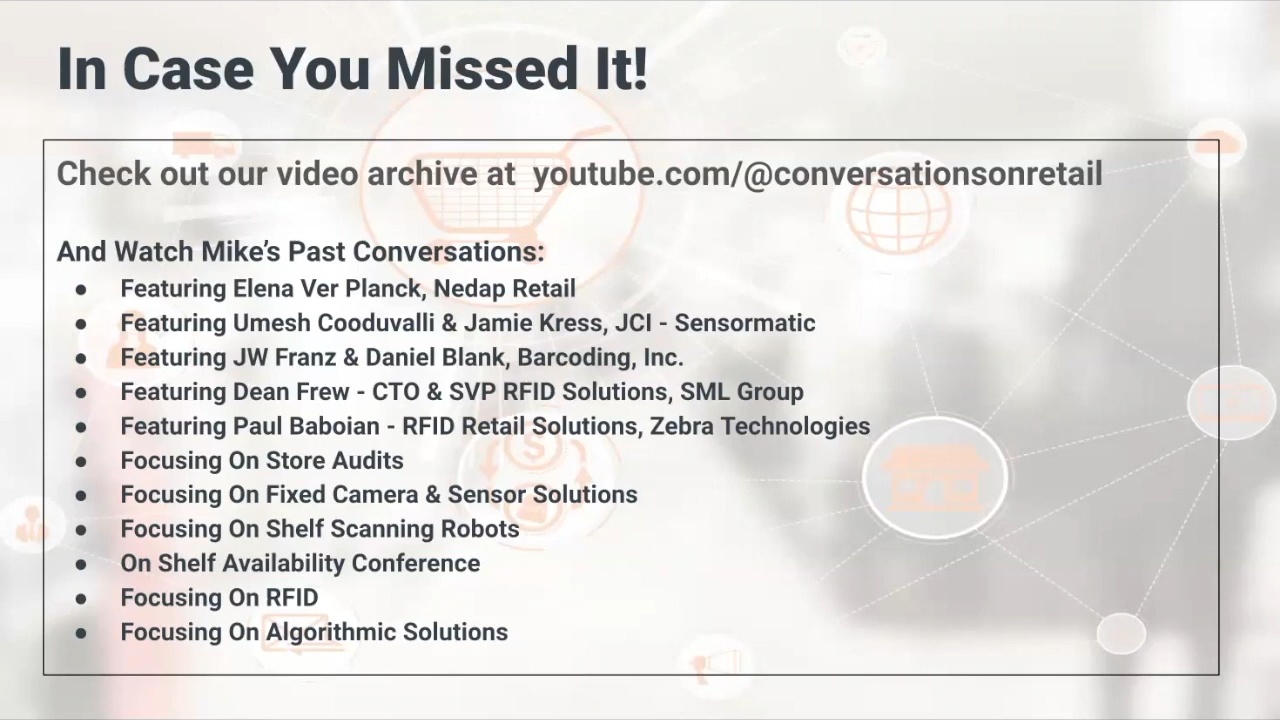 In Case You Missed It!
Check out our video archive at youtube.com/@conversationsonretail
And Watch Mike's Past Conversations:
● Featuring Elena Ver Planck, Nedap Retail
● Featuring Umesh Cooduvalli & Jamie Kress, JCI - Sensormatic
● Featuring JW Franz & Daniel Blank, Barcoding, Inc.
● Featuring Dean Frew - CTO & SVP RFID Solutions, SML Group
● Featuring Paul Baboian - RFID Retail Solutions, Zebra Technologies
● Focusing On Store Audits
● Focusing On Fixed Camera & Sensor Solutions
● Focusing On Shelf Scanning Robots
● On Shelf Availability Conference
● Focusing On RFID
● Focusing On Algorithmic Solutions